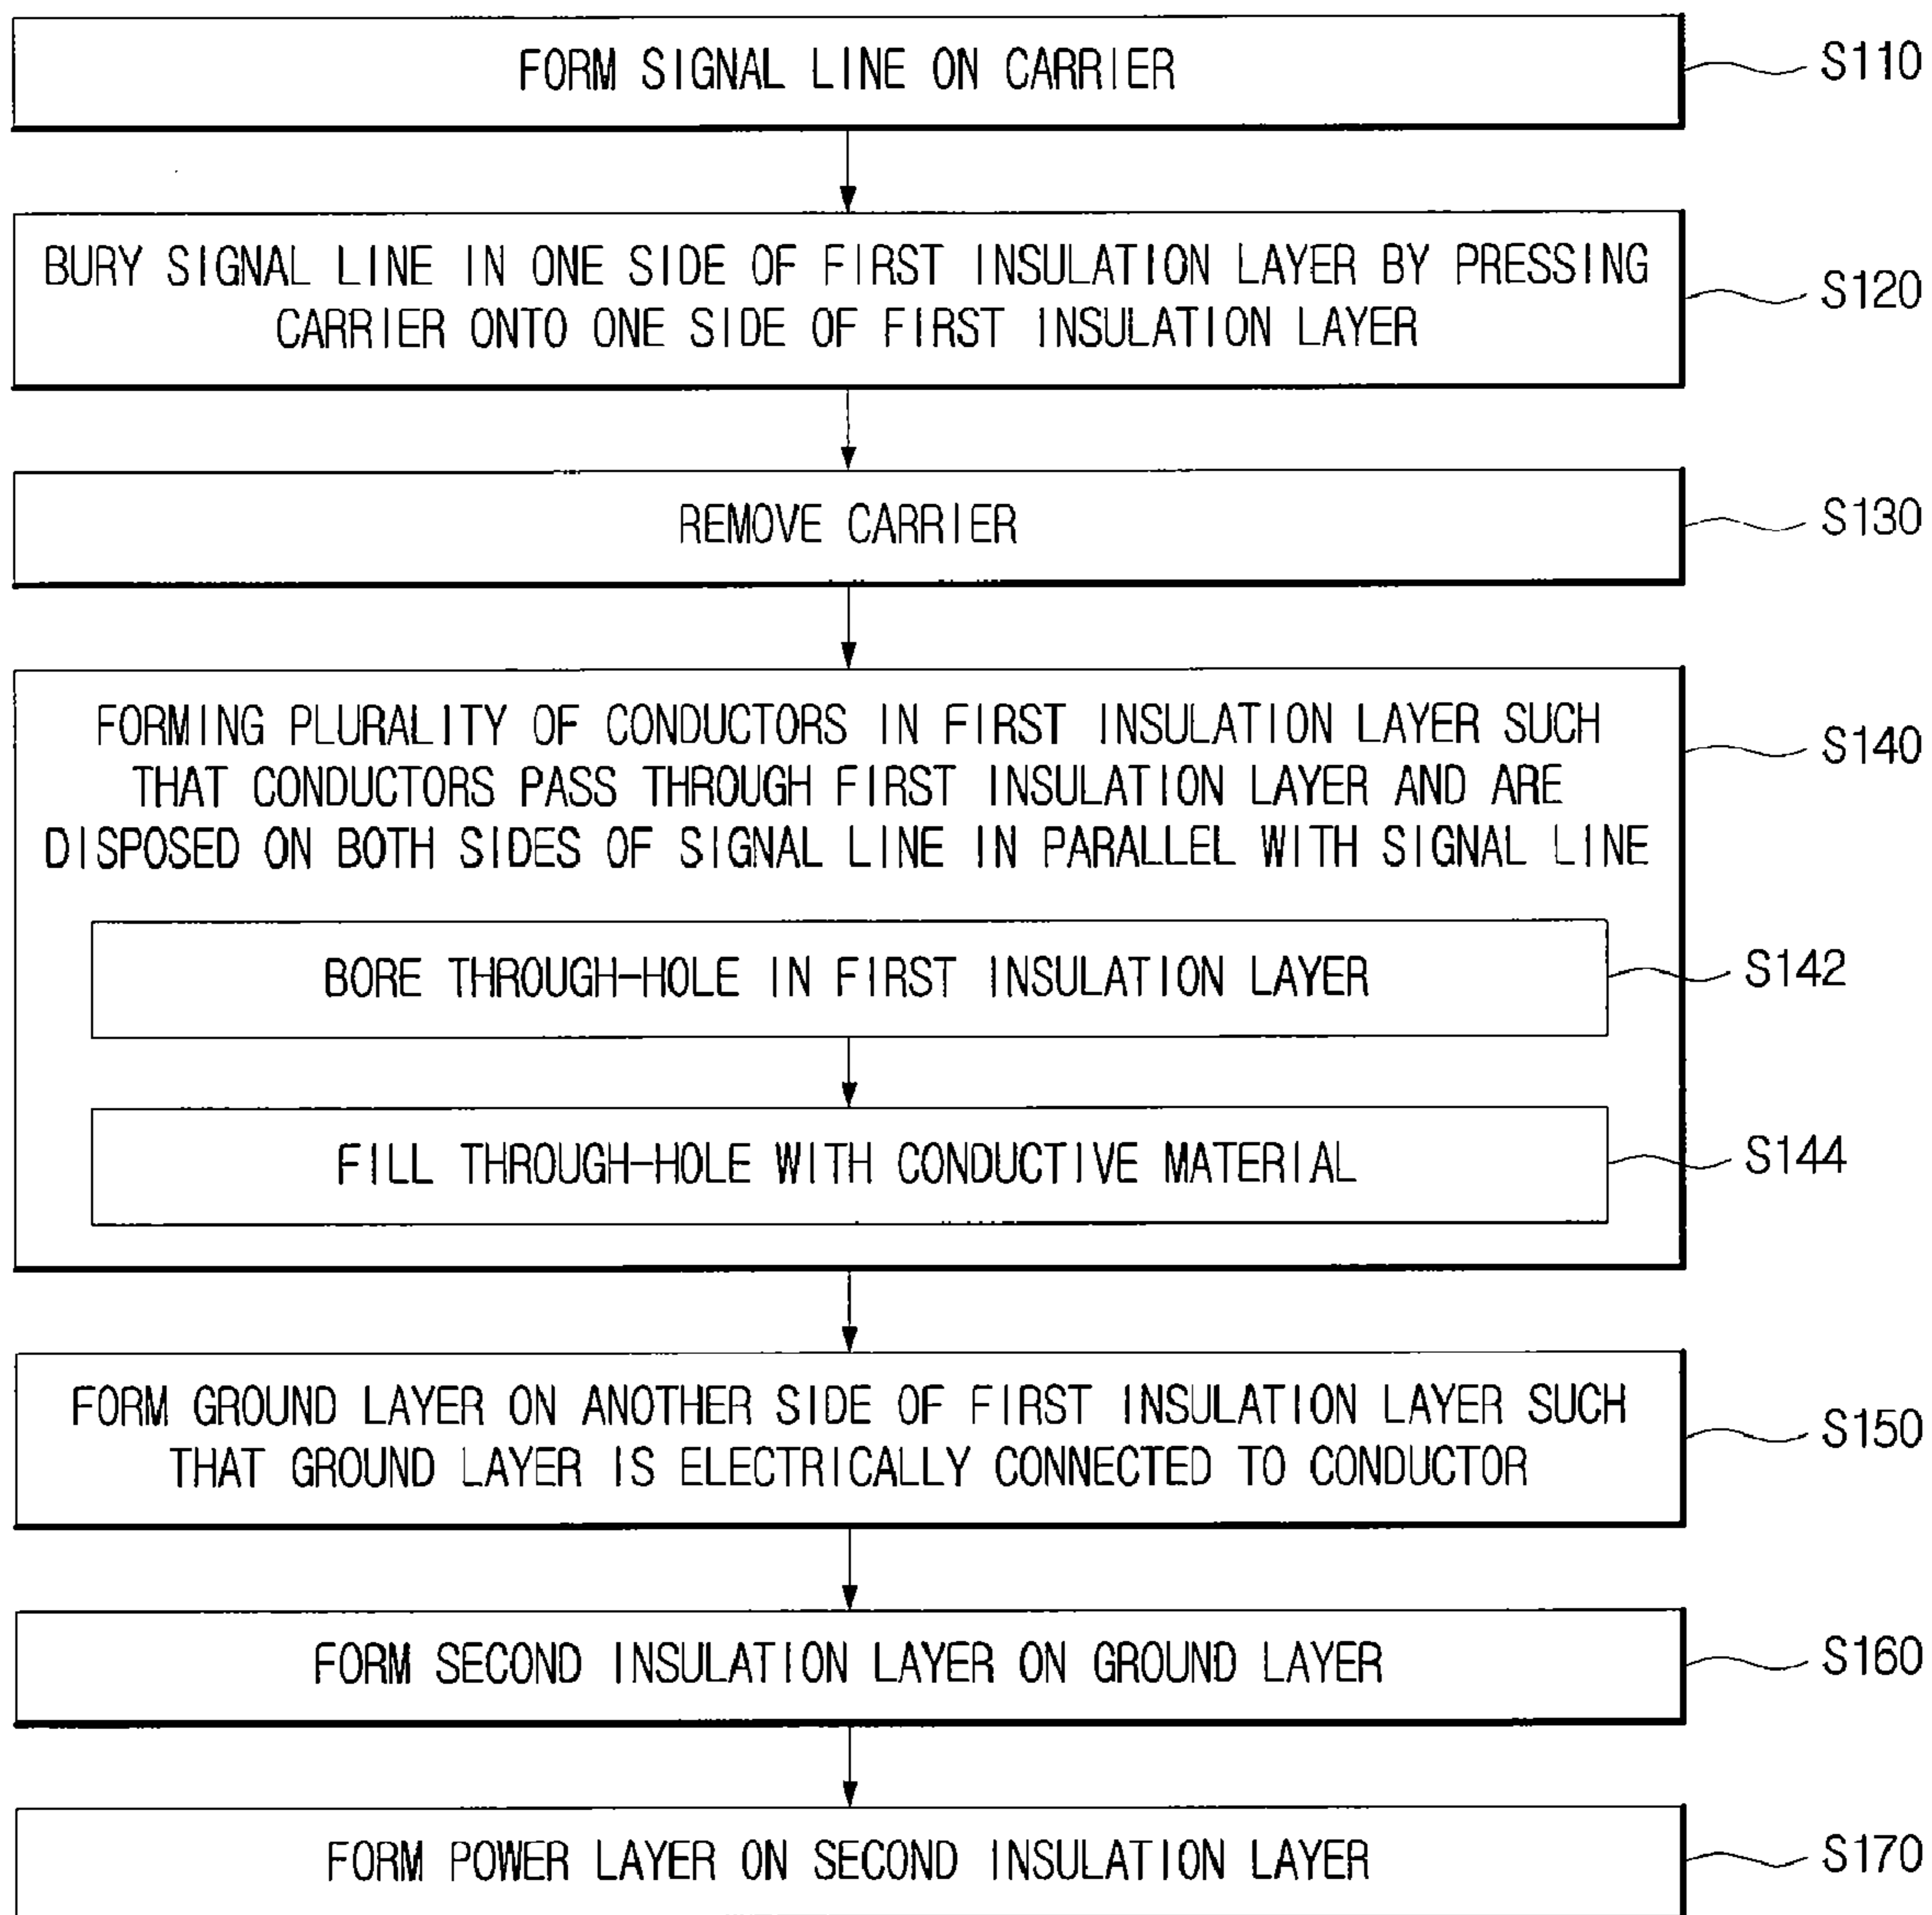 FORM SIGNAL LINE ON CARRIER
S110
BURY SIGNAL LINE IN ONE SIDE OF FIRST INSULATION LAYER BY PRESSING
CARRIER ONTO ONE SIDE OF FIRST INSULATION LAYER
S120
REMOVE CARRIER
S130
FORMING PLURALITY OF CONDUCTORS IN FIRST INSULATION LAYER SUCH
THAT CONDUCTORS PASS THROUGH FIRST INSULATION LAYER AND ARE
DISPOSED ON BOTH SIDES OF SIGNAL LINE IN PARALLEL WITH SIGNAL LINE
S140
BORE THROUGH-HOLE IN FIRST INSULATION LAYER
S142
FILL THROUGH-HOLE WITH CONDUCTIVE MATERIAL
S144
FORM GROUND LAYER ON ANOTHER SIDE OF FIRST INSULATION LAYER SUCH
THAT GROUND LAYER IS ELECTRICALLY CONNECTED TO CONDUCTOR
S150
FORM SECOND INSULATION LAYER ON GROUND LAYER
S160
FORM POWER LAYER ON SECOND INSULATION LAYER
S170